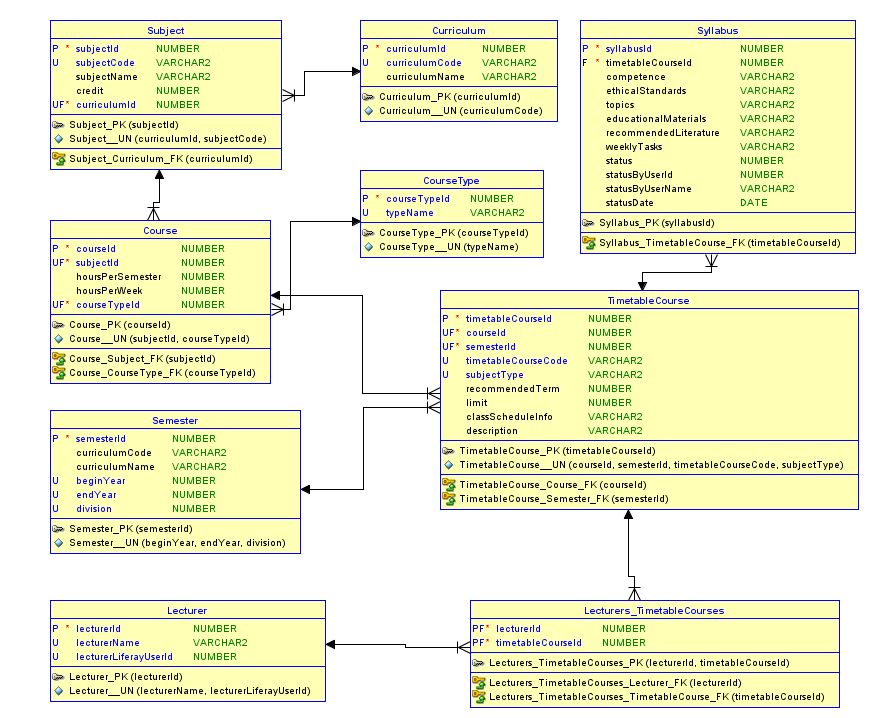 Subject
P * subjectId NUMBER
U subjectCode VARCHAR2
subjectName VARCHAR2
credit NUMBER
UF* curriculumId NUMBER
Subject_PK (subjectId)
Subject__UN (curriculumId, subjectCode)
Subject_Curriculum_FK (curriculumId)
Curriculum
P * curriculumId NUMBER
U curriculumCode VARCHAR2
curriculumName VARCHAR2
Curriculum_PK (curriculumId)
Curriculum__UN (curriculumCode)
Syllabus
P * syllabusId NUMBER
F * timetableCourseId NUMBER
competence VARCHAR2
ethicalStandards VARCHAR2
topics VARCHAR2
educationalMaterials VARCHAR2
recommendedLiterature VARCHAR2
weeklyTasks VARCHAR2
status NUMBER
statusByUserId NUMBER
statusByUserName VARCHAR2
statusDate DATE
Syllabus_PK (syllabusId)
Syllabus_TimetableCourse_FK (timetableCourseId)
CourseType
P * courseTypeId NUMBER
U typeName VARCHAR2
CourseType_PK (courseTypeId)
CourseType__UN (typeName)
Course
P * courseId NUMBER
UF* subjectId NUMBER
hoursPerSemester NUMBER
hoursPerWeek NUMBER
UF* courseTypeId NUMBER
Course_PK (courseId)
Course__UN (subjectId, courseTypeId)
Course_Subject_FK (subjectId)
Course_CourseType_FK (courseTypeId)
TimetableCourse
P * timetableCourseId NUMBER
UF* courseId NUMBER
UF* semesterId NUMBER
U timetableCourseCode VARCHAR2
U subjectType VARCHAR2
recommendedTerm NUMBER
limit NUMBER
classScheduleInfo VARCHAR2
description VARCHAR2
TimetableCourse_PK (timetableCourseId)
TimetableCourse__UN (courseId, semesterId, timetableCourseCode, subjectType)
TimetableCourse_Course_FK (courseId)
TimetableCourse_Semester_FK (semesterId)
Semester
P * semesterId NUMBER
curriculumCode VARCHAR2
curriculumName VARCHAR2
U beginYear NUMBER
U endYear NUMBER
U division NUMBER
Semester_PK (semesterId)
Semester__UN (beginYear, endYear, division)
Lecturer
P * lecturerId NUMBER
U lecturerName VARCHAR2
U lecturerLiferayUserId NUMBER
Lecturer_PK (lecturerId)
Lecturer__UN (lecturerName, lecturerLiferayUserId)
Lecturers_TimetableCourses
PF* lecturerId NUMBER
PF* timetableCourseId NUMBER
Lecturers_TimetableCourses_PK (lecturerId, timetableCourseId)
Lecturers_TimetableCourses_Lecturer_FK (lecturerId)
Lecturers_TimetableCourses_TimetableCourse_FK (timetableCourseId)